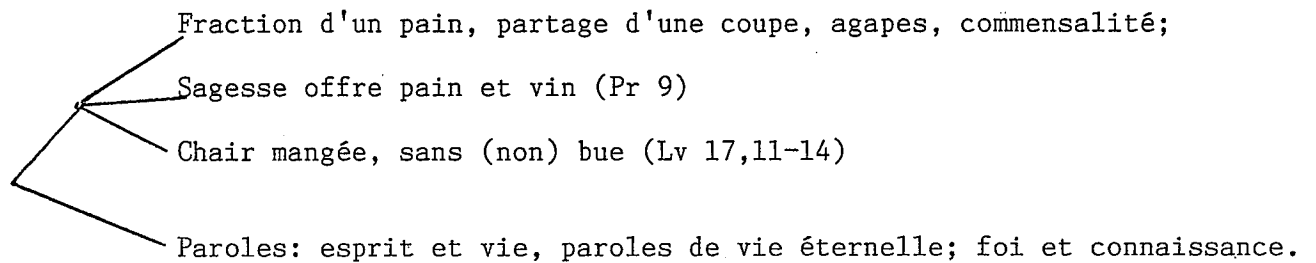 Fraction d'un pain, partage d'une coupe, agapes, commensalité;
Sagesse offre pain et vin (Pr 9)
Chair mangée, sans (non) bue (Lv 17,11-14)
Paroles: esprit et vie, paroles de vie éternelle; foi et connaissance.